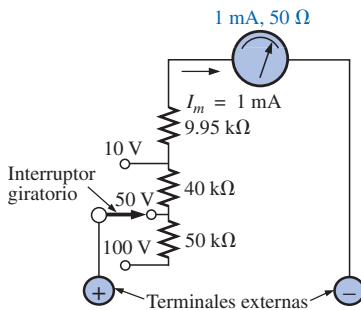 1 mA, 50 Ω
I_m = 1 mA
9.95 kΩ
10 V
40 kΩ
Interruptor
giratorio
50 V
50 kΩ
100 V
+
Terminales externas
−